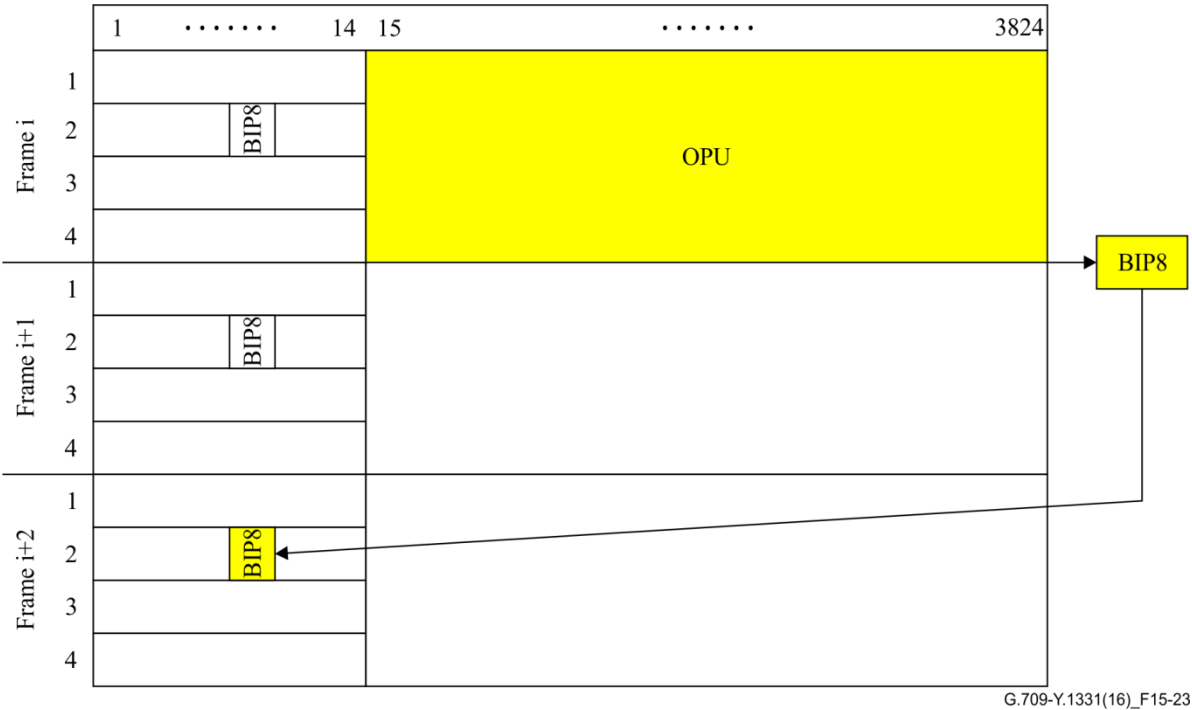 1 ······· 14 15 ······· 3824
Frame i
1
2 BIP8
3
4
OPU
BIP8
Frame i+1
1
2 BIP8
3
4
Frame i+2
1
2 BIP8
3
4
G.709-Y.1331(16)_F15-23